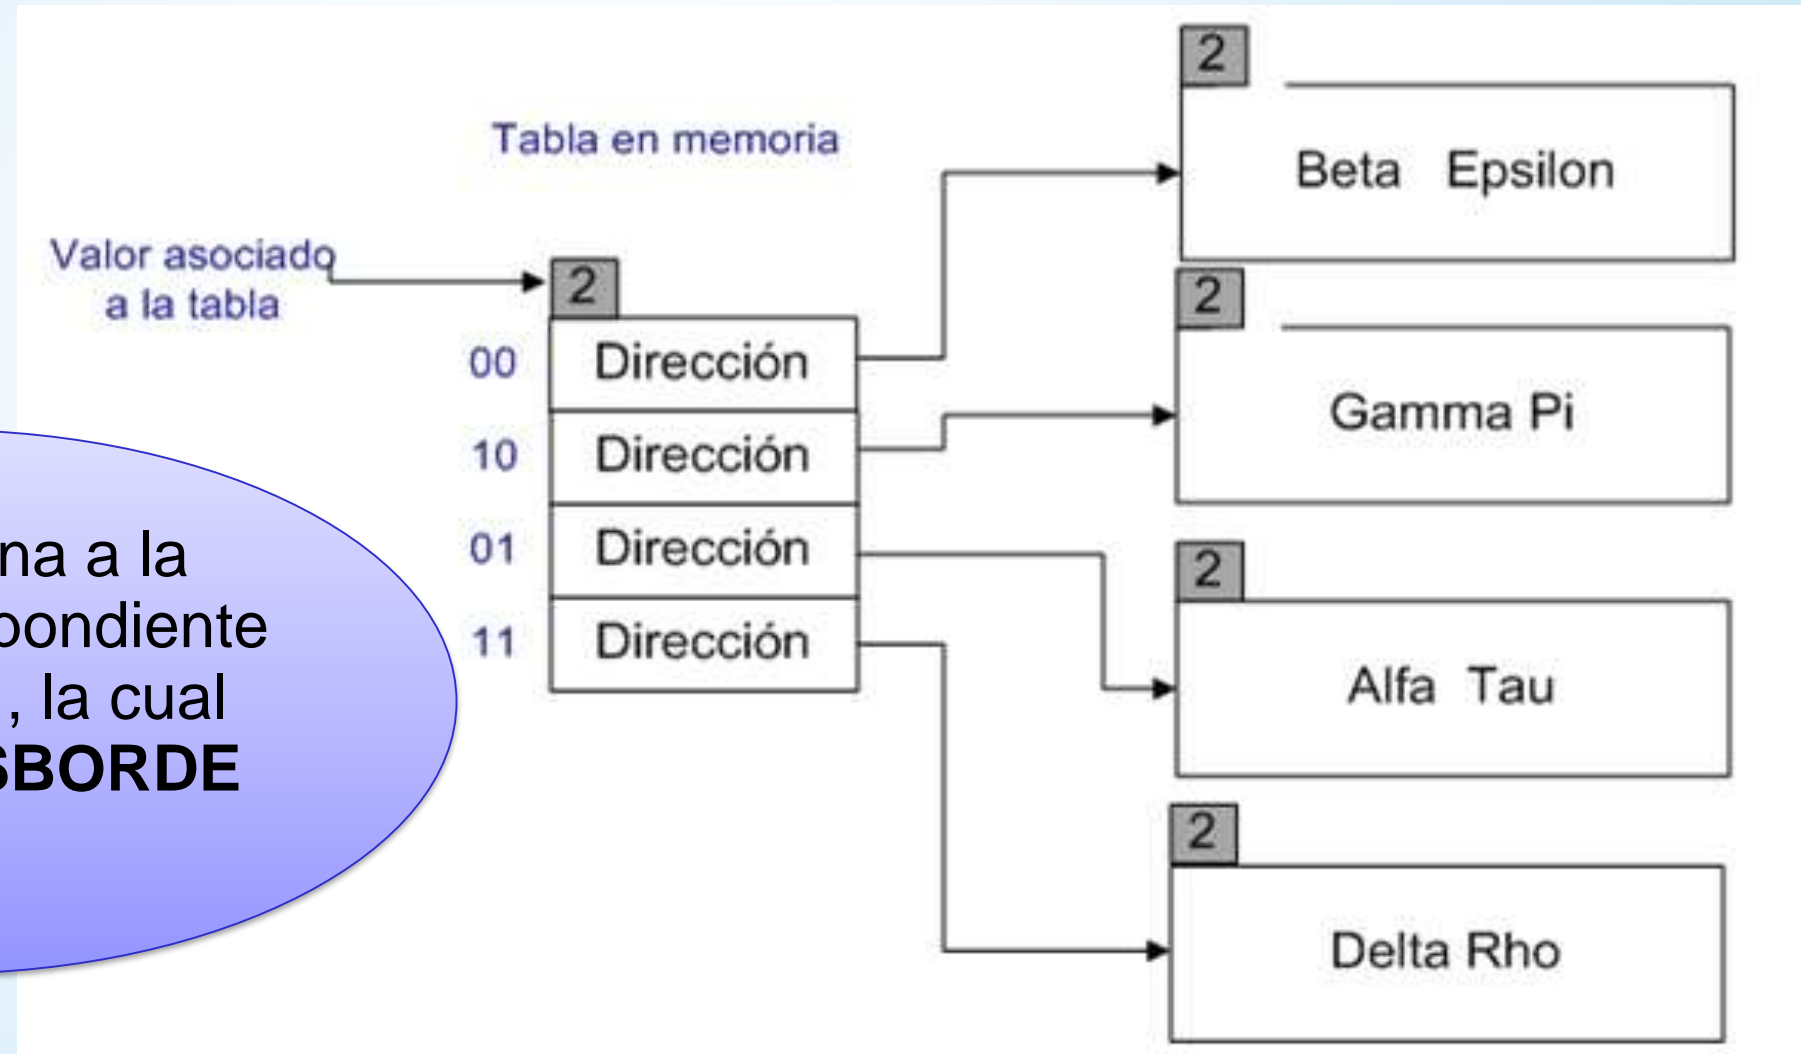 Tabla en memoria
Valor asociado
a la tabla
2
00 Dirección
10 Dirección
01 Dirección
11 Dirección
2
Beta Epsilon
2
Gamma Pi
2
Alfa Tau
2
Delta Rho
na a la
pondiente
, la cual
SBORDE